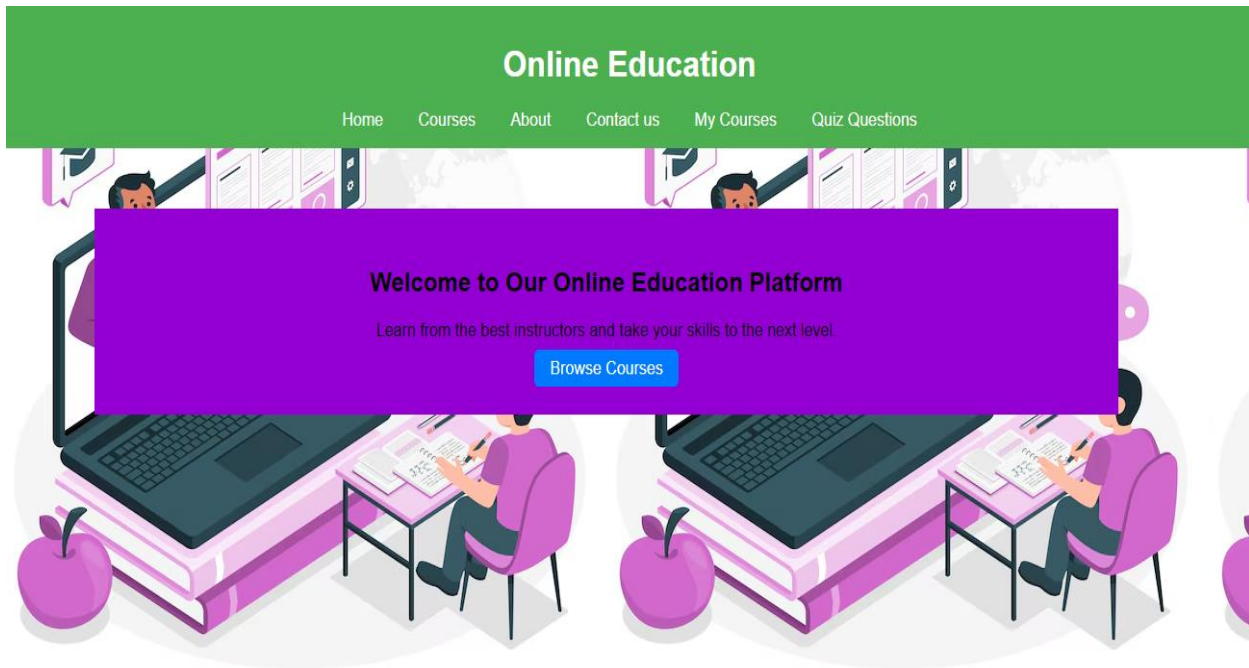 Online Education
Home Courses About Contact us My Courses Quiz Questions
Welcome to Our Online Education Platform
Learn from the best instructors and take your skills to the next level.
Browse Courses